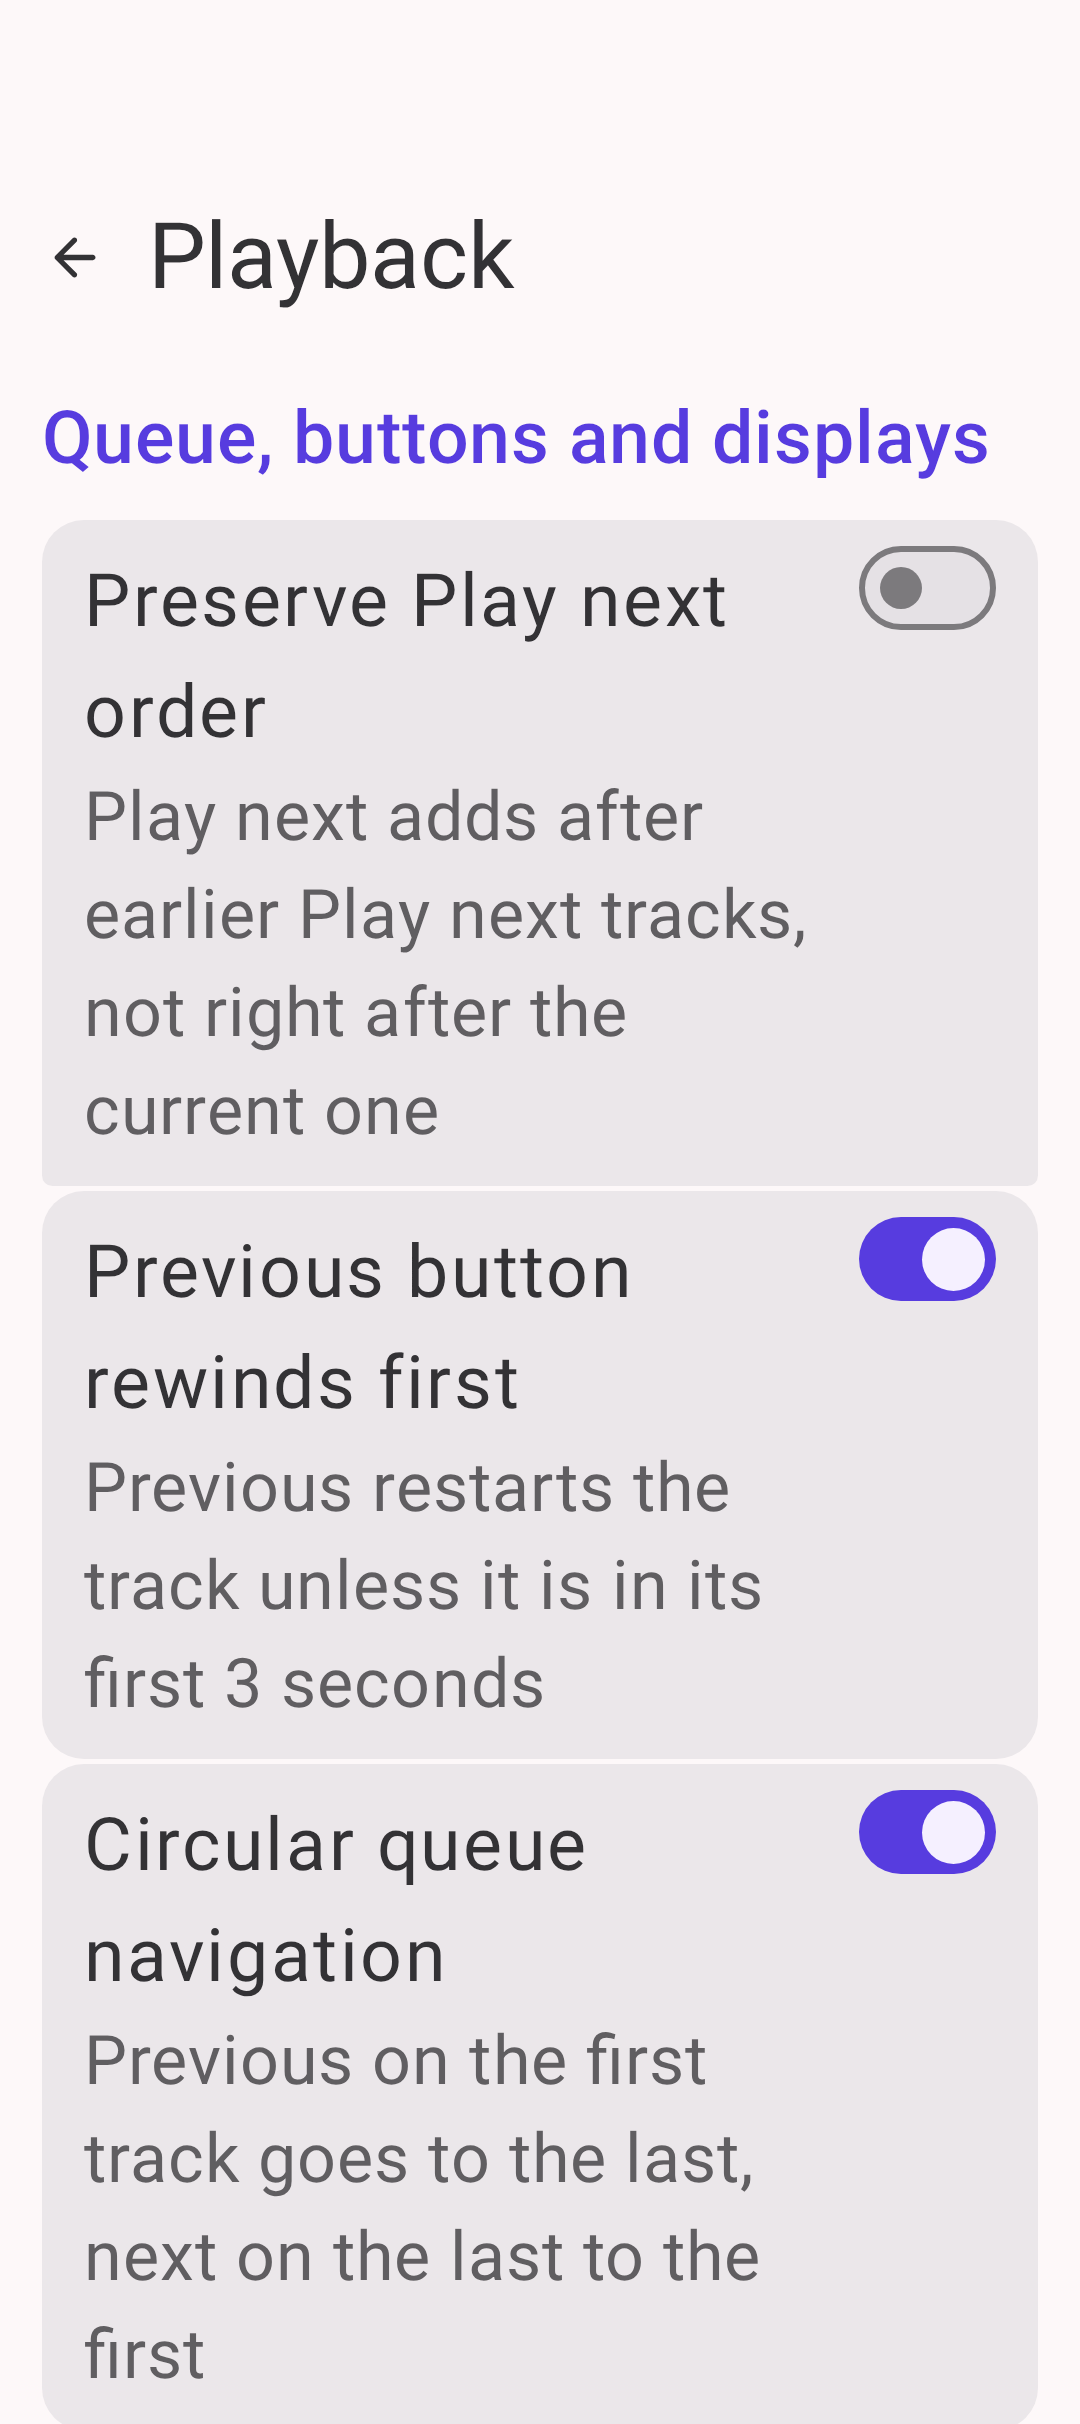 Playback
Queue, buttons and displays
Preserve Play next
order
Play next adds after
earlier Play next tracks,
not right after the
current one
Previous button
rewinds first
Previous restarts the
track unless it is in its
first 3 seconds
Circular queue
navigation
Previous on the first
track goes to the last,
next on the last to the
first